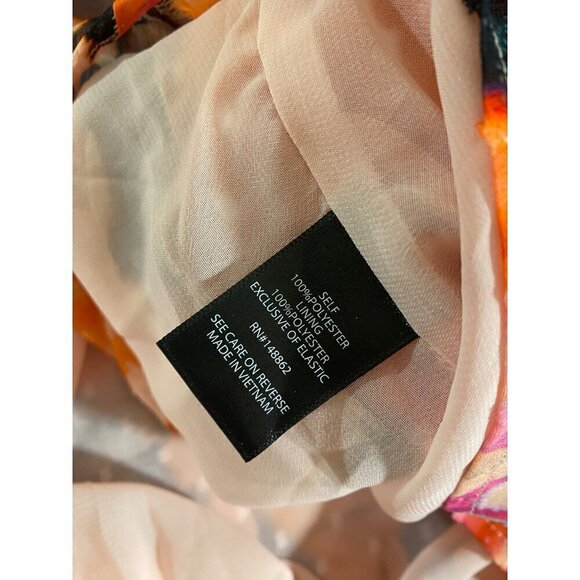 SELF
100%POLYESTER
LINING
100%POLYESTER
EXCLUSIVE OF ELASTIC
RN#148862
SEE CARE ON REVERSE
MADE IN VIETNAM